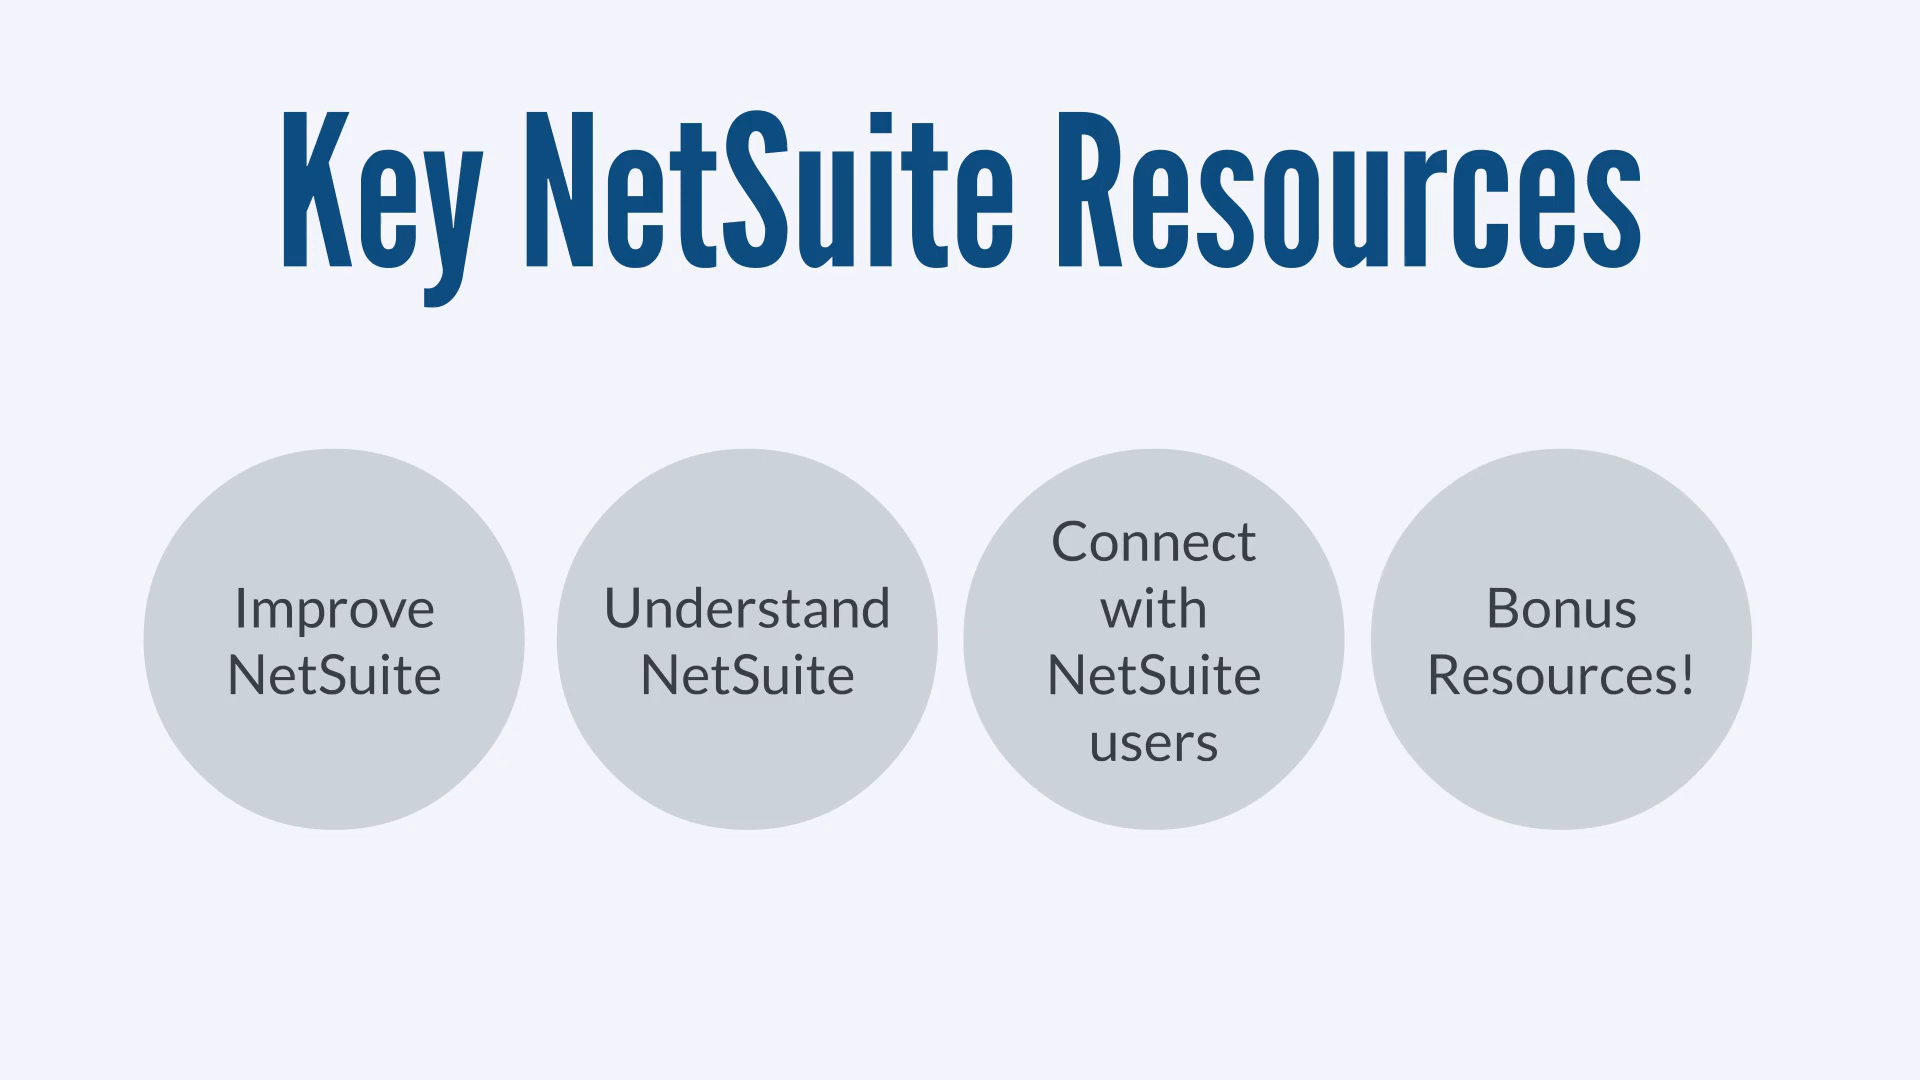 Key NetSuite Resources
Improve
NetSuite
Understand
NetSuite
Connect
with
NetSuite
users
Bonus
Resources!